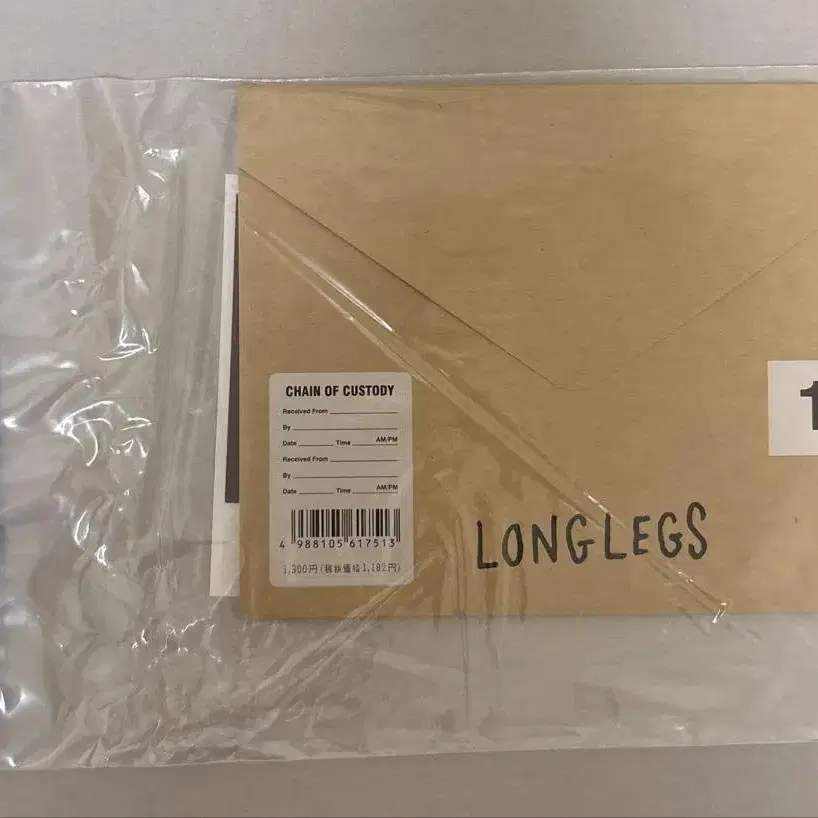 CHAIN OF CUSTODY
Received From
By
Date Time AM/PM
Received From
By
Date Time AM/PM
4 988105 617513
1,300円(税抜価格1,182円)
LONGLEGS
1